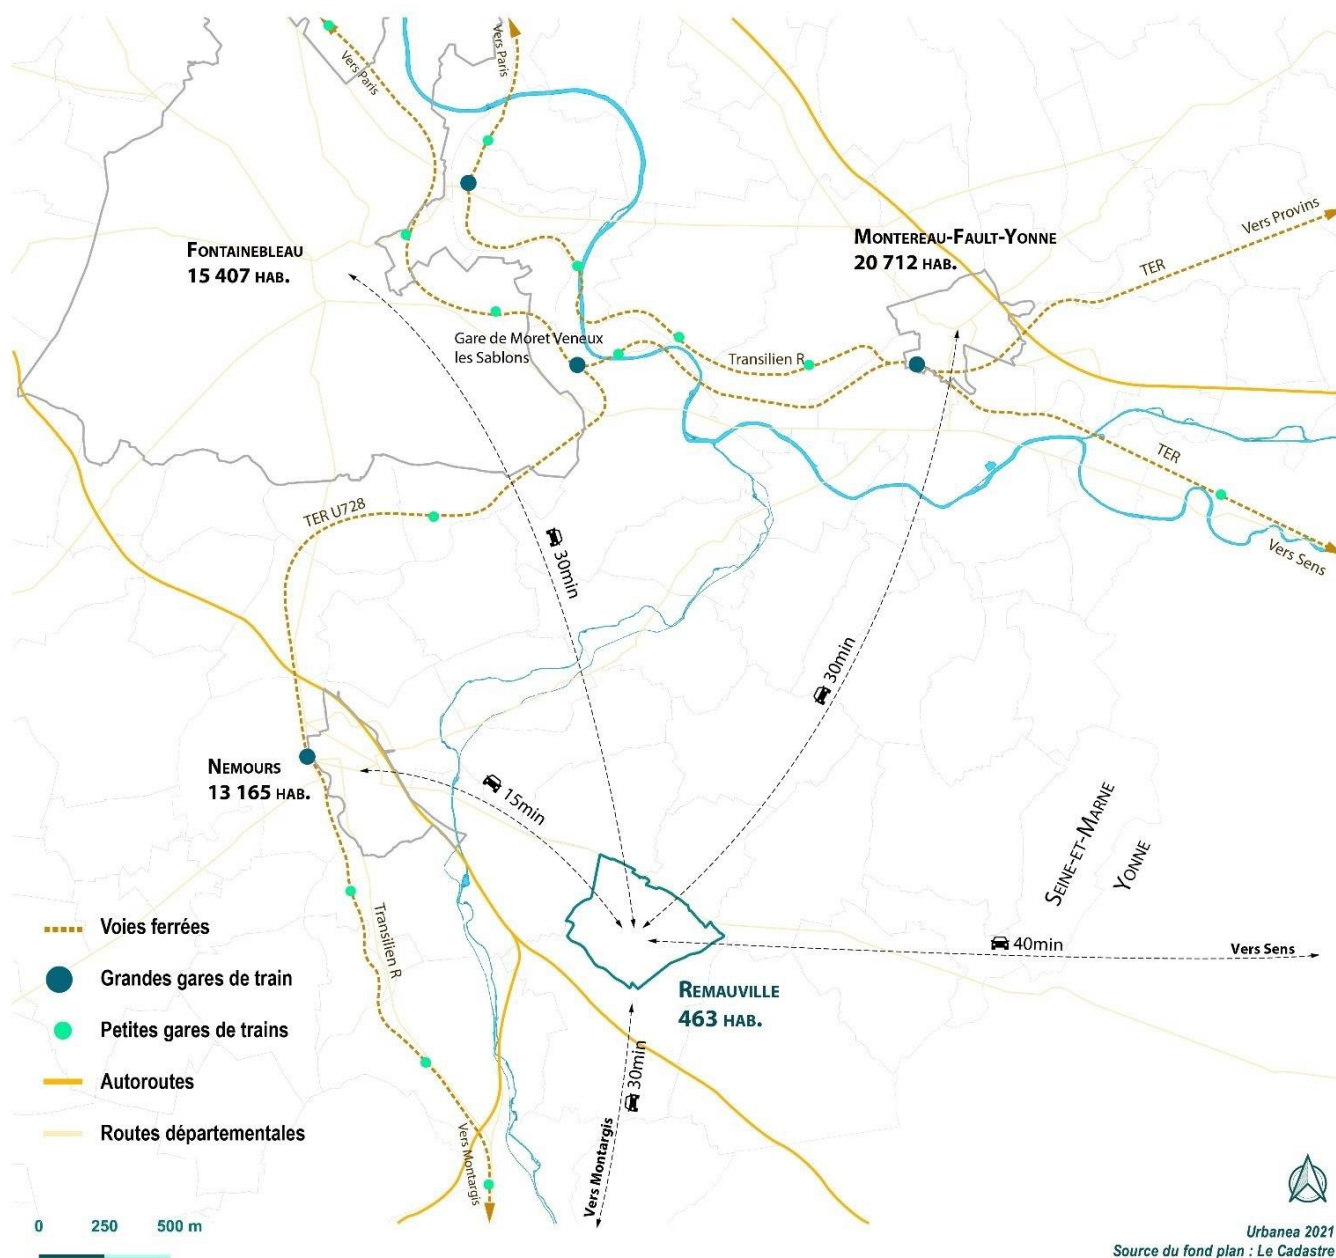 Vers Paris
Vers Paris
FONTAINEBLEAU
15 407 HAB.
MONTEREAU-FAULT-YONNE
20 712 HAB.
Vers Provins
TER
Gare de Moret Veneux
les Sablons
Transilien R
TER
Vers Sens
TER U728
30min
30min
NEMOURS
13 165 HAB.
15min
SEINE-ET-MARNE
YONNE
40min
Vers Sens
REMAUVILLE
463 HAB.
Transilien R
30min
Vers Montargis
Vers Montargis
Voies ferrées
Grandes gares de train
Petites gares de trains
Autoroutes
Routes départementales
0 250 500 m
Urbanea 2021
Source du fond plan : Le Cadastre